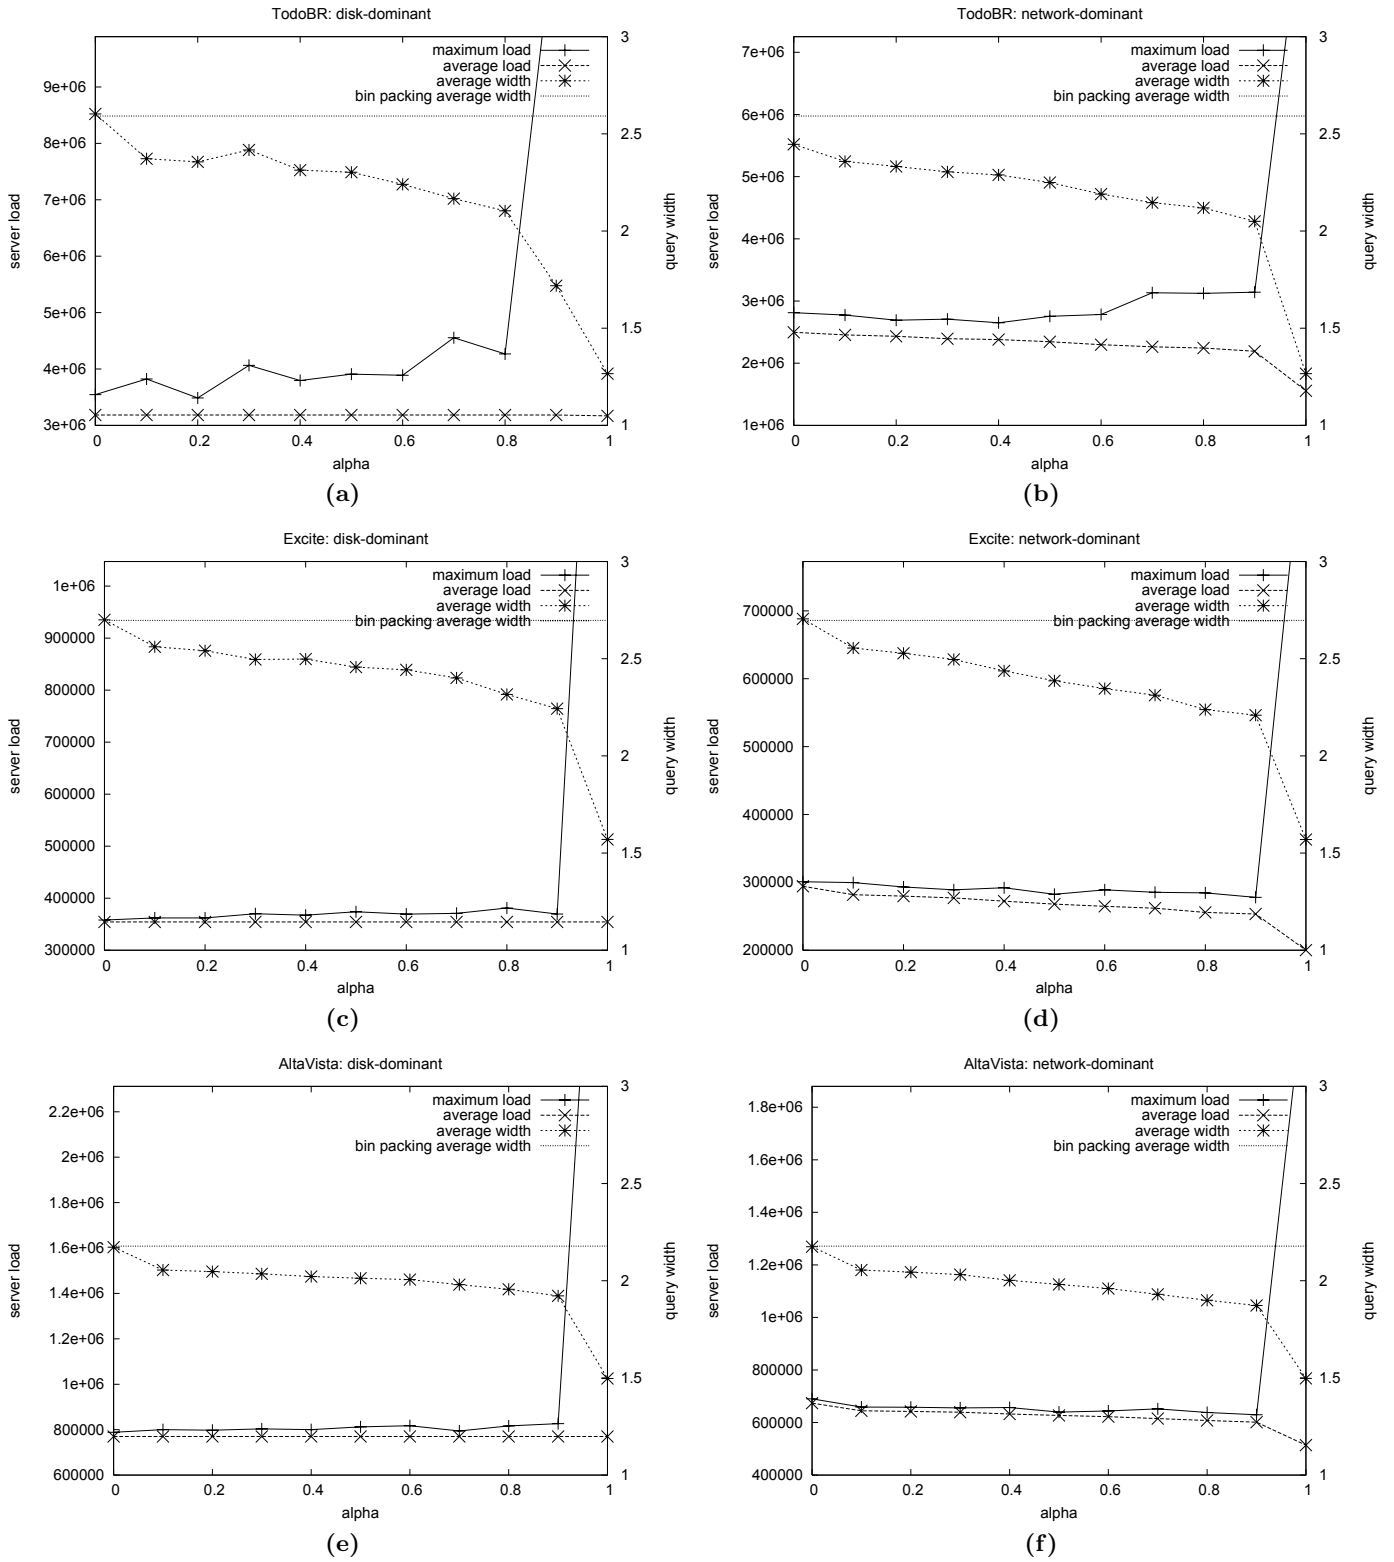 TodoBR: disk-dominant
maximum load
average load
average width
bin packing average width
9e+06
8e+06
7e+06
6e+06
5e+06
4e+06
3e+06
3
2.5
2
1.5
1
0
0.2
0.4
0.6
0.8
1
server load
query width
alpha
(a)
TodoBR: network-dominant
maximum load
average load
average width
bin packing average width
7e+06
6e+06
5e+06
4e+06
3e+06
2e+06
1e+06
3
2.5
2
1.5
1
0
0.2
0.4
0.6
0.8
1
server load
query width
alpha
(b)
Excite: disk-dominant
maximum load
average load
average width
bin packing average width
1e+06
900000
800000
700000
600000
500000
400000
300000
3
2.5
2
1.5
1
0
0.2
0.4
0.6
0.8
1
server load
query width
alpha
(c)
Excite: network-dominant
maximum load
average load
average width
bin packing average width
700000
600000
500000
400000
300000
200000
3
2.5
2
1.5
1
0
0.2
0.4
0.6
0.8
1
server load
query width
alpha
(d)
AltaVista: disk-dominant
maximum load
average load
average width
bin packing average width
2.2e+06
2e+06
1.8e+06
1.6e+06
1.4e+06
1.2e+06
1e+06
800000
600000
3
2.5
2
1.5
1
0
0.2
0.4
0.6
0.8
1
server load
query width
alpha
(e)
AltaVista: network-dominant
maximum load
average load
average width
bin packing average width
1.8e+06
1.6e+06
1.4e+06
1.2e+06
1e+06
800000
600000
400000
3
2.5
2
1.5
1
0
0.2
0.4
0.6
0.8
1
server load
query width
alpha
(f)